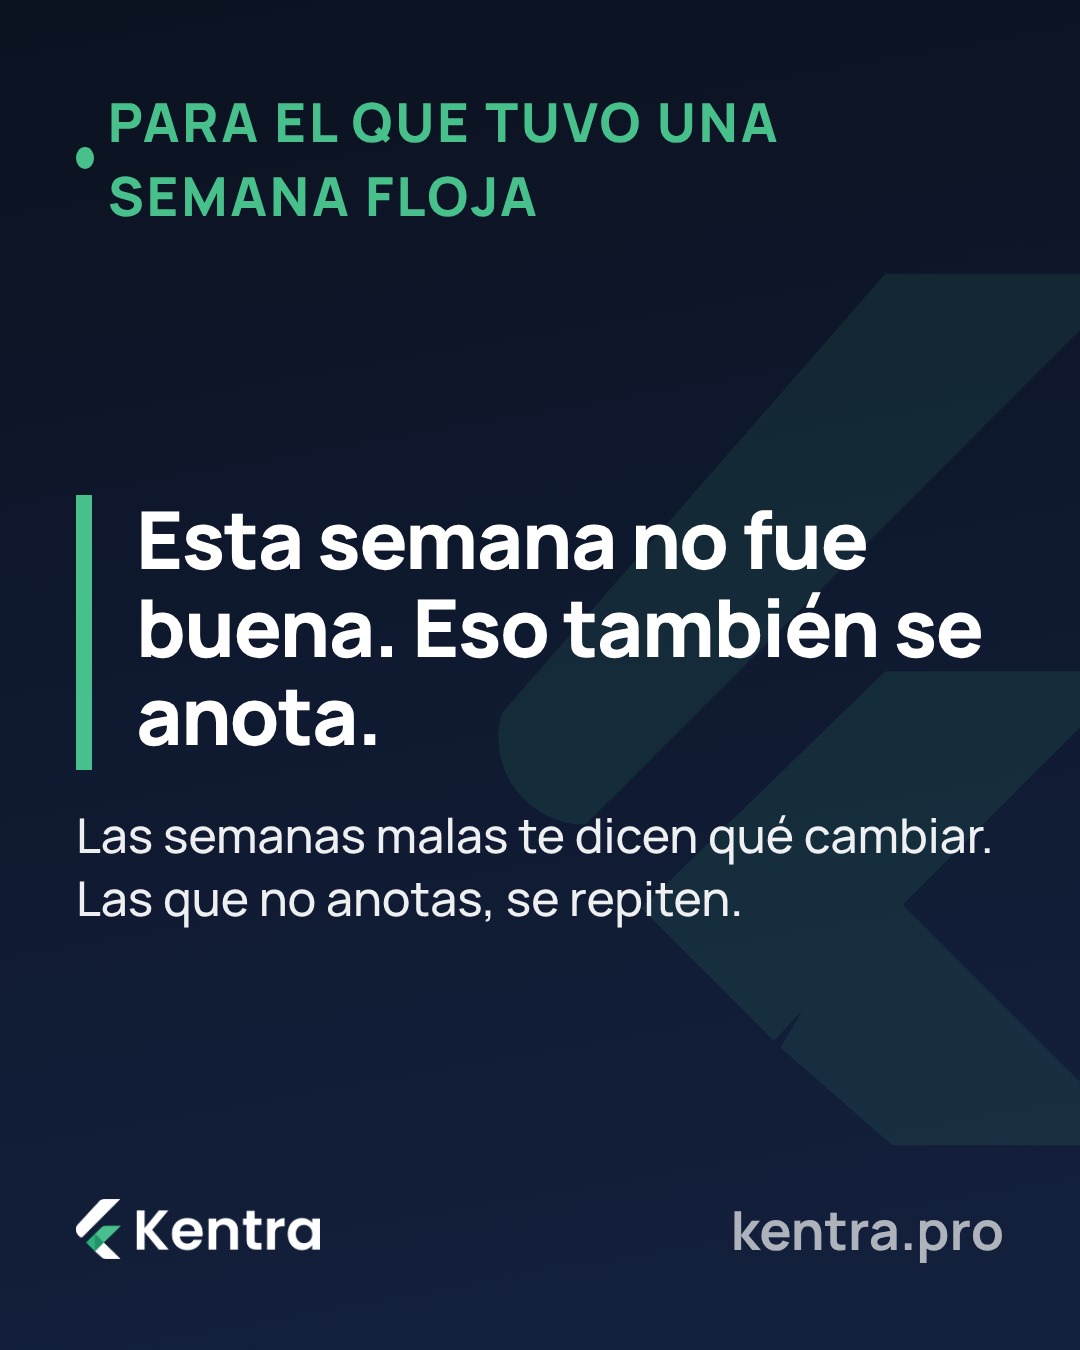 PARA EL QUE TUVO UNA
SEMANA FLOJA
Esta semana no fue
buena. Eso también se
anota.
Las semanas malas te dicen qué cambiar.
Las que no anotas, se repiten.
Kentra
kentra.pro